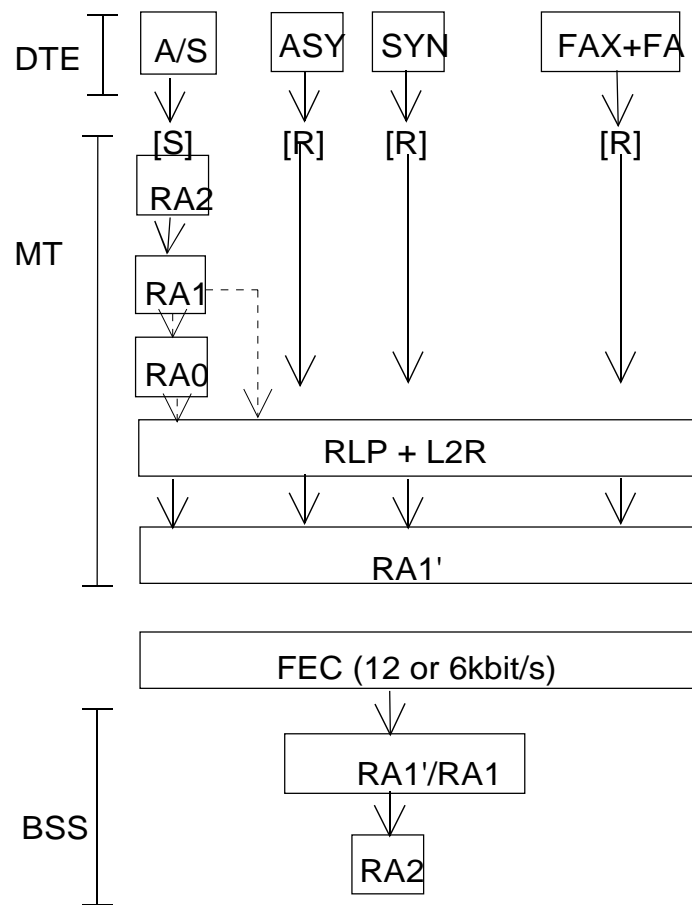 DTE
A/S ASY SYN FAX+FA
[S] [R] [R] [R]
RA2
MT
RA1
RA0
RLP + L2R
RA1'
FEC (12 or 6kbit/s)
RA1'/RA1
BSS
RA2